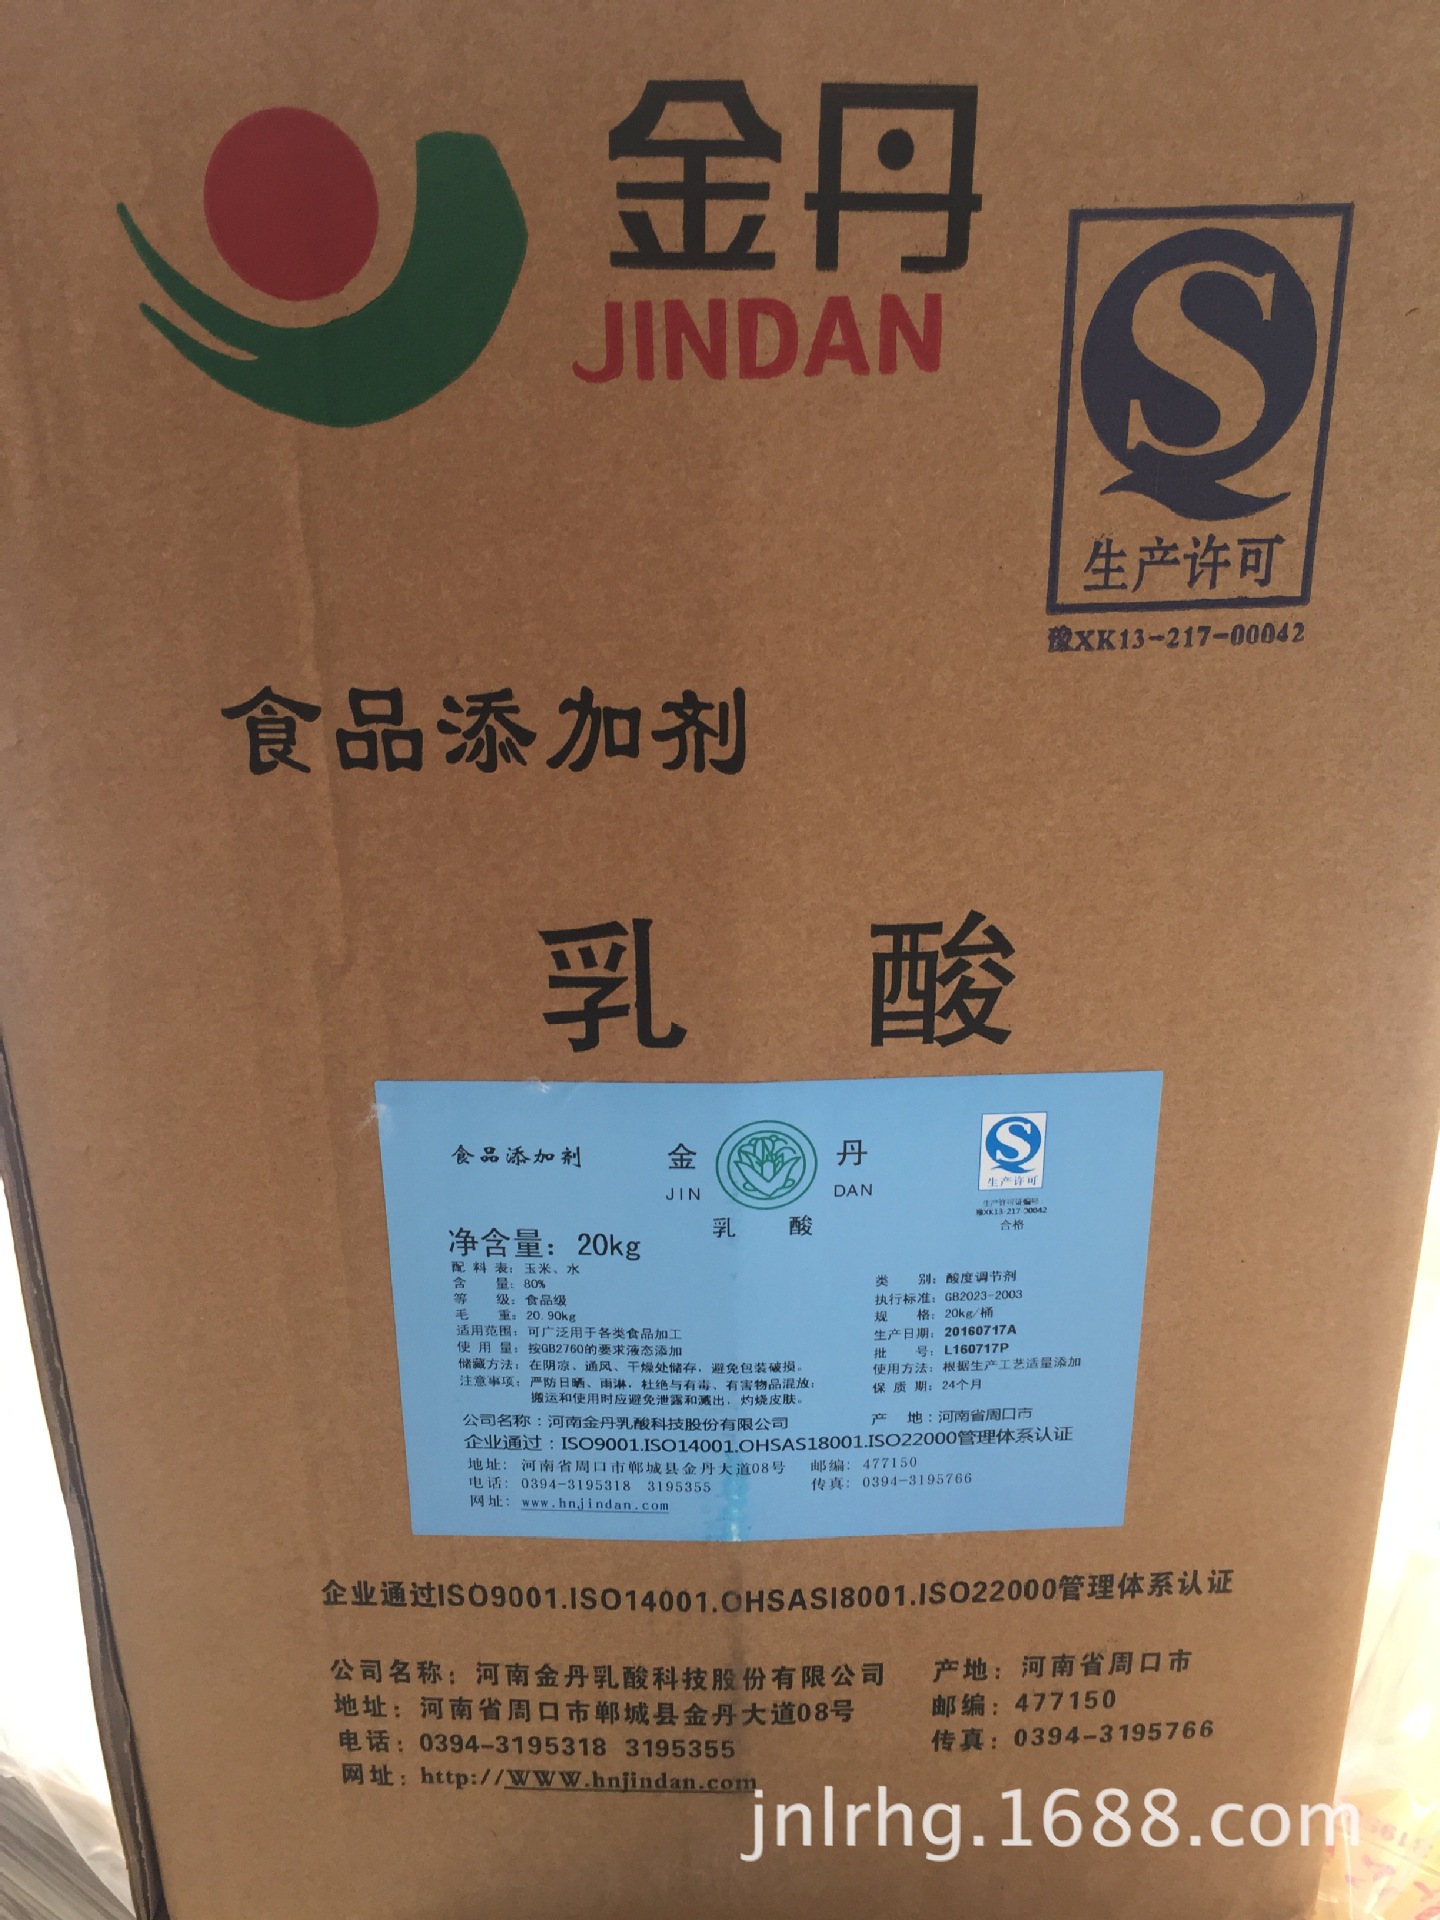 金丹
JINDAN
S
生产许可
豫XK13-217-00042
食品添加剂
乳 酸
食品添加剂
金 丹
JIN DAN
乳 酸
S
生产许可
生产许可证编号:
豫XK13-217-00042
合格
净含量：20kg
配 料 表：玉米、水
含 量：80%
等 级：食品级
毛 重：20.90kg
适用范围：可广泛用于各类食品加工
使 用 量：按GB2760的要求液态添加
储藏方法：在阴凉、通风、干燥处储存，避免包装破损。
注意事项：严防日晒、雨淋，杜绝与有毒、有害物品混放；
搬运和使用时应避免泄露和溅出，灼烧皮肤。
类 别：酸度调节剂
执行标准：GB2023-2003
规 格：20kg/桶
生产日期：20160717A
批 号：L160717P
使用方法：根据生产工艺适量添加
保 质 期：24个月
公司名称：河南金丹乳酸科技股份有限公司 产 地：河南省周口市
企业通过：ISO9001.ISO14001.OHSAS18001.ISO22000管理体系认证
地址：河南省周口市郸城县金丹大道08号 邮编：477150
电话：0394-3195318 3195355 传真：0394-3195766
网址：www.hnjindan.com
企业通过ISO9001.ISO14001.OHSASI8001.ISO22000管理体系认证
公司名称：河南金丹乳酸科技股份有限公司 产地：河南省周口市
地址：河南省周口市郸城县金丹大道08号 邮编：477150
电话：0394-3195318 3195355 传真：0394-3195766
网址：http://WWW.hnjindan.com
jnlrhg.1688.com